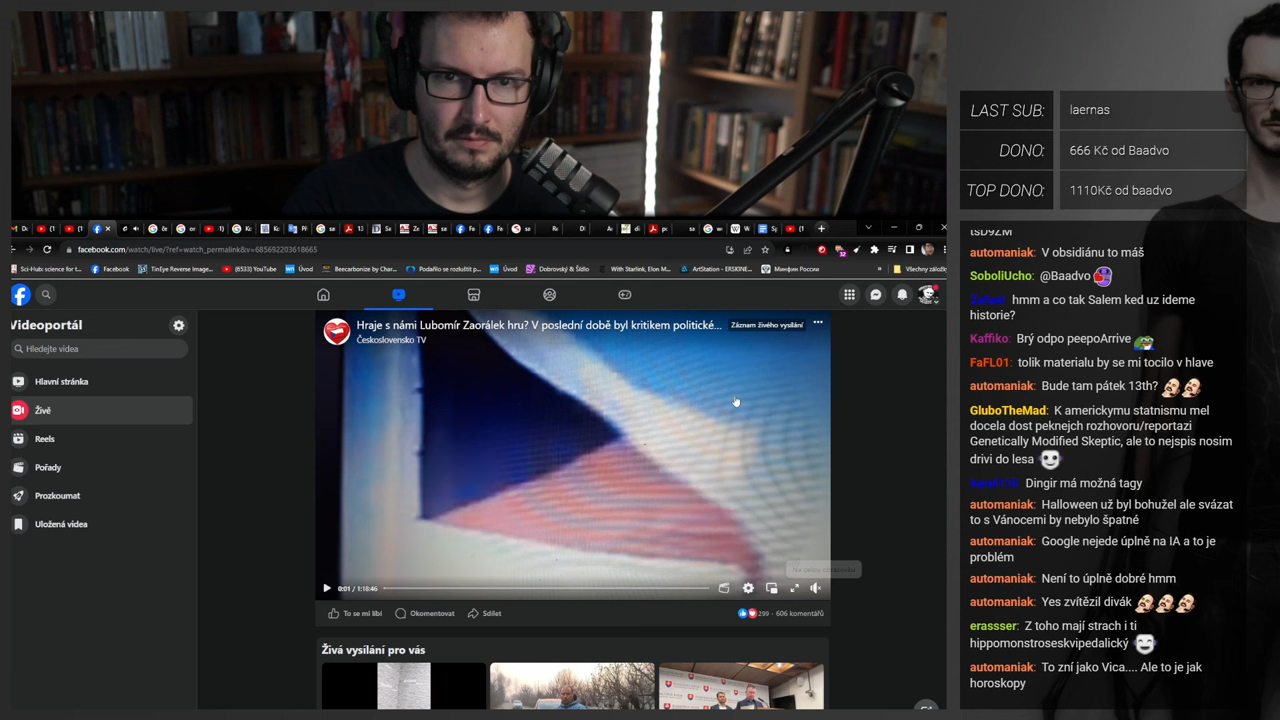 LAST SUB:
laernas
DONO:
666 Kč od Baadvo
TOP DONO:
1110Kč od baadvo
facebook.com/watch/live/?ref=watch_permalink&v=685692203618665
Sci-Hub: science for t...
Facebook
TinEye Reverse Image...
(8533) YouTube
Úvod
Beecarbonize by Char...
Podařilo se rozluštit p...
Úvod
Dobrovský & Šídlo
With Starlink, Elon M...
ArtStation - ERSKINE...
Минфин России
»
Všechny záložky
Videoportál
Hledejte videa
Hlavní stránka
Živě
Reels
Pořady
Prozkoumat
Uložená videa
Hraje s námi Lubomír Zaorálek hru? V poslední době byl kritikem politické...
Záznam živého vysílání
Československo TV
Na celou obrazovku
0:01 / 1:18:46
To se mi líbí
Okomentovat
Sdílet
299 · 606 komentářů
Živá vysílání pro vás
automaniak: V obsidiánu to máš
SoboliUcho: @Baadvo
hmm a co tak Salem ked uz ideme
historie?
Kaffiko: Brý odpo peepoArrive
FaFL01: tolik materialu by se mi tocilo v hlave
automaniak: Bude tam pátek 13th?
GluboTheMad: K americkymu statnismu mel
docela dost peknejch rozhovoru/reportazi
Genetically Modified Skeptic, ale to nejspis nosim
drivi do lesa
Dingir má možná tagy
automaniak: Halloween už byl bohužel ale svázat
to s Vánocemi by nebylo špatné
automaniak: Google nejede úplně na IA a to je
problém
automaniak: Není to úplně dobré hmm
automaniak: Yes zvítězil divák
erassser: Z toho mají strach i ti
hippomonstroseskvipedalický
automaniak: To zní jako Vica.... Ale to je jak
horoskopy